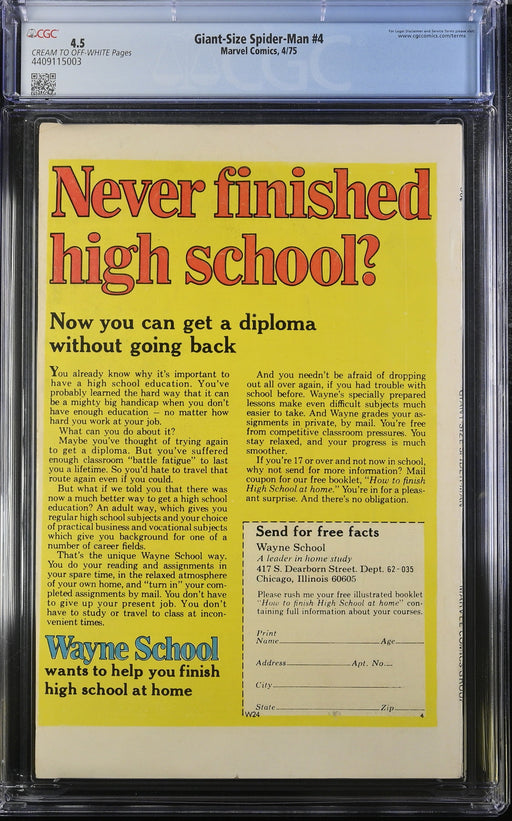 CGC
4.5
CREAM TO OFF-WHITE Pages
4409115003
Giant-Size Spider-Man #4
Marvel Comics, 4/75
www.cgccomics.com/terms
CGC
Never finished
high school?
Now you can get a diploma
without going back
You already know why it's important to
have a high school education. You've
probably learned the hard way that it can
be a mighty big handicap when you don't
have enough education — no matter how
hard you work at your job.
What can you do about it?
Maybe you've thought of trying again
to get a diploma. But you've suffered
enough classroom "battle fatigue" to last
you a lifetime. So you'd hate to travel that
route again even if you could.
But what if we told you that there was
now a much better way to get a high school
education? An adult way, which gives you
regular high school subjects and your choice
of practical business and vocational subjects
which give you background for one of a
number of career fields.
That's the unique Wayne School way.
You do your reading and assignments in
your spare time, in the relaxed atmosphere
of your own home, and "turn in" your com-
pleted assignments by mail. You don't have
to give up your present job. You don't
have to study or travel to class at incon-
venient times.
Wayne School
wants to help you finish
high school at home
And you needn't be afraid of dropping
out all over again, if you had trouble with
school before. Wayne's specially prepared
lessons make even difficult subjects much
easier to take. And Wayne grades your as-
signments in private, by mail. You're free
from competitive classroom pressures. You
stay relaxed, and your progress is much
smoother.
If you're 17 or over and not now in school,
why not send for more information? Mail
coupon for our free booklet, "How to finish
High School at home." You're in for a pleas-
ant surprise. And there's no obligation.
Send for free facts
Wayne School
A leader in home study
417 S. Dearborn Street. Dept. 62-035
Chicago, Illinois 60605
Please rush me your free illustrated booklet
"How to finish High School at home" con-
taining full information about your courses.
Print
Name Age
Address Apt. No.
City
State Zip
W24 4